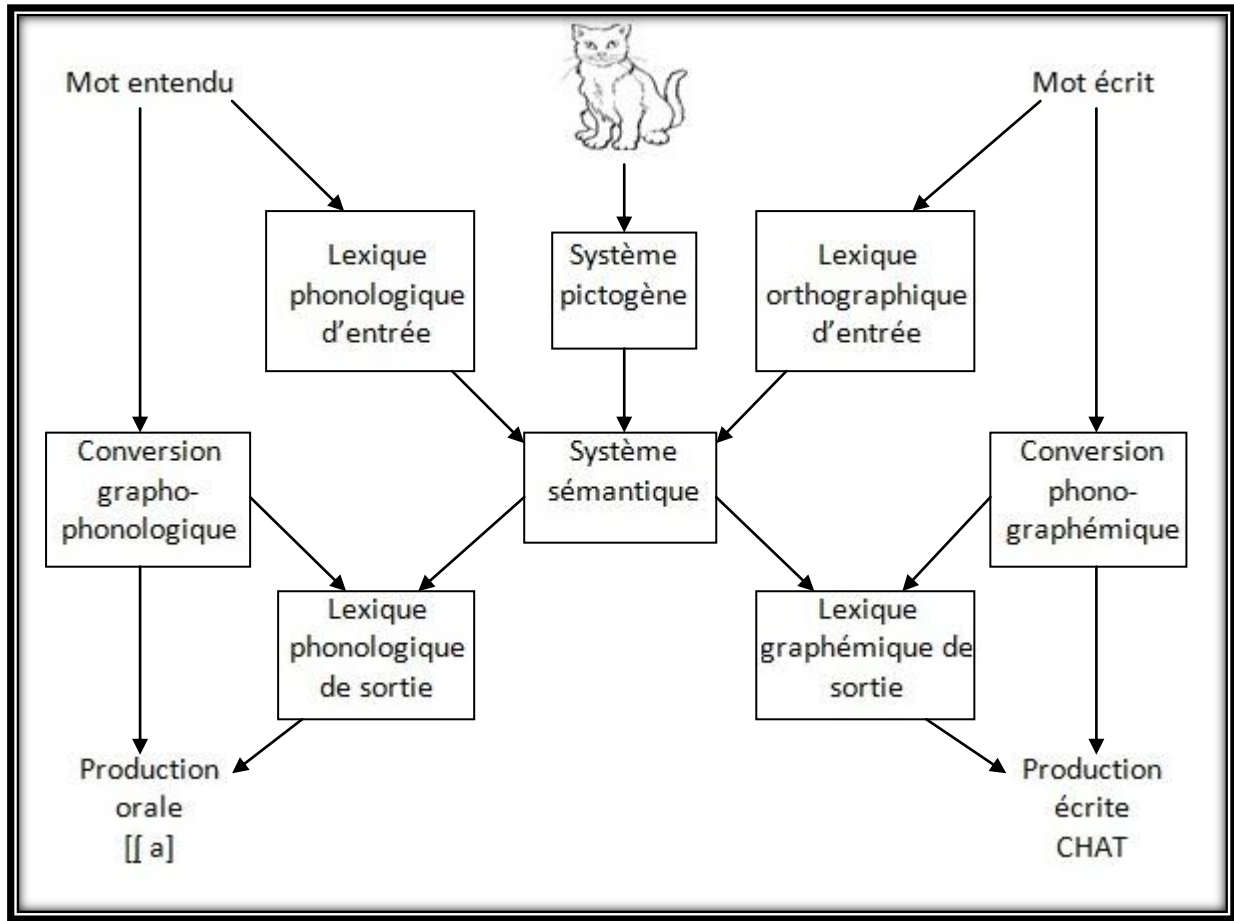 Mot entendu
Mot écrit
Lexique
phonologique
d'entrée
Système
pictogène
Lexique
orthographique
d'entrée
Conversion
grapho-
phonologique
Système
sémantique
Conversion
phono-
graphémique
Lexique
phonologique
de sortie
Lexique
graphémique de
sortie
Production
orale
[ʃ a]
Production
écrite
CHAT